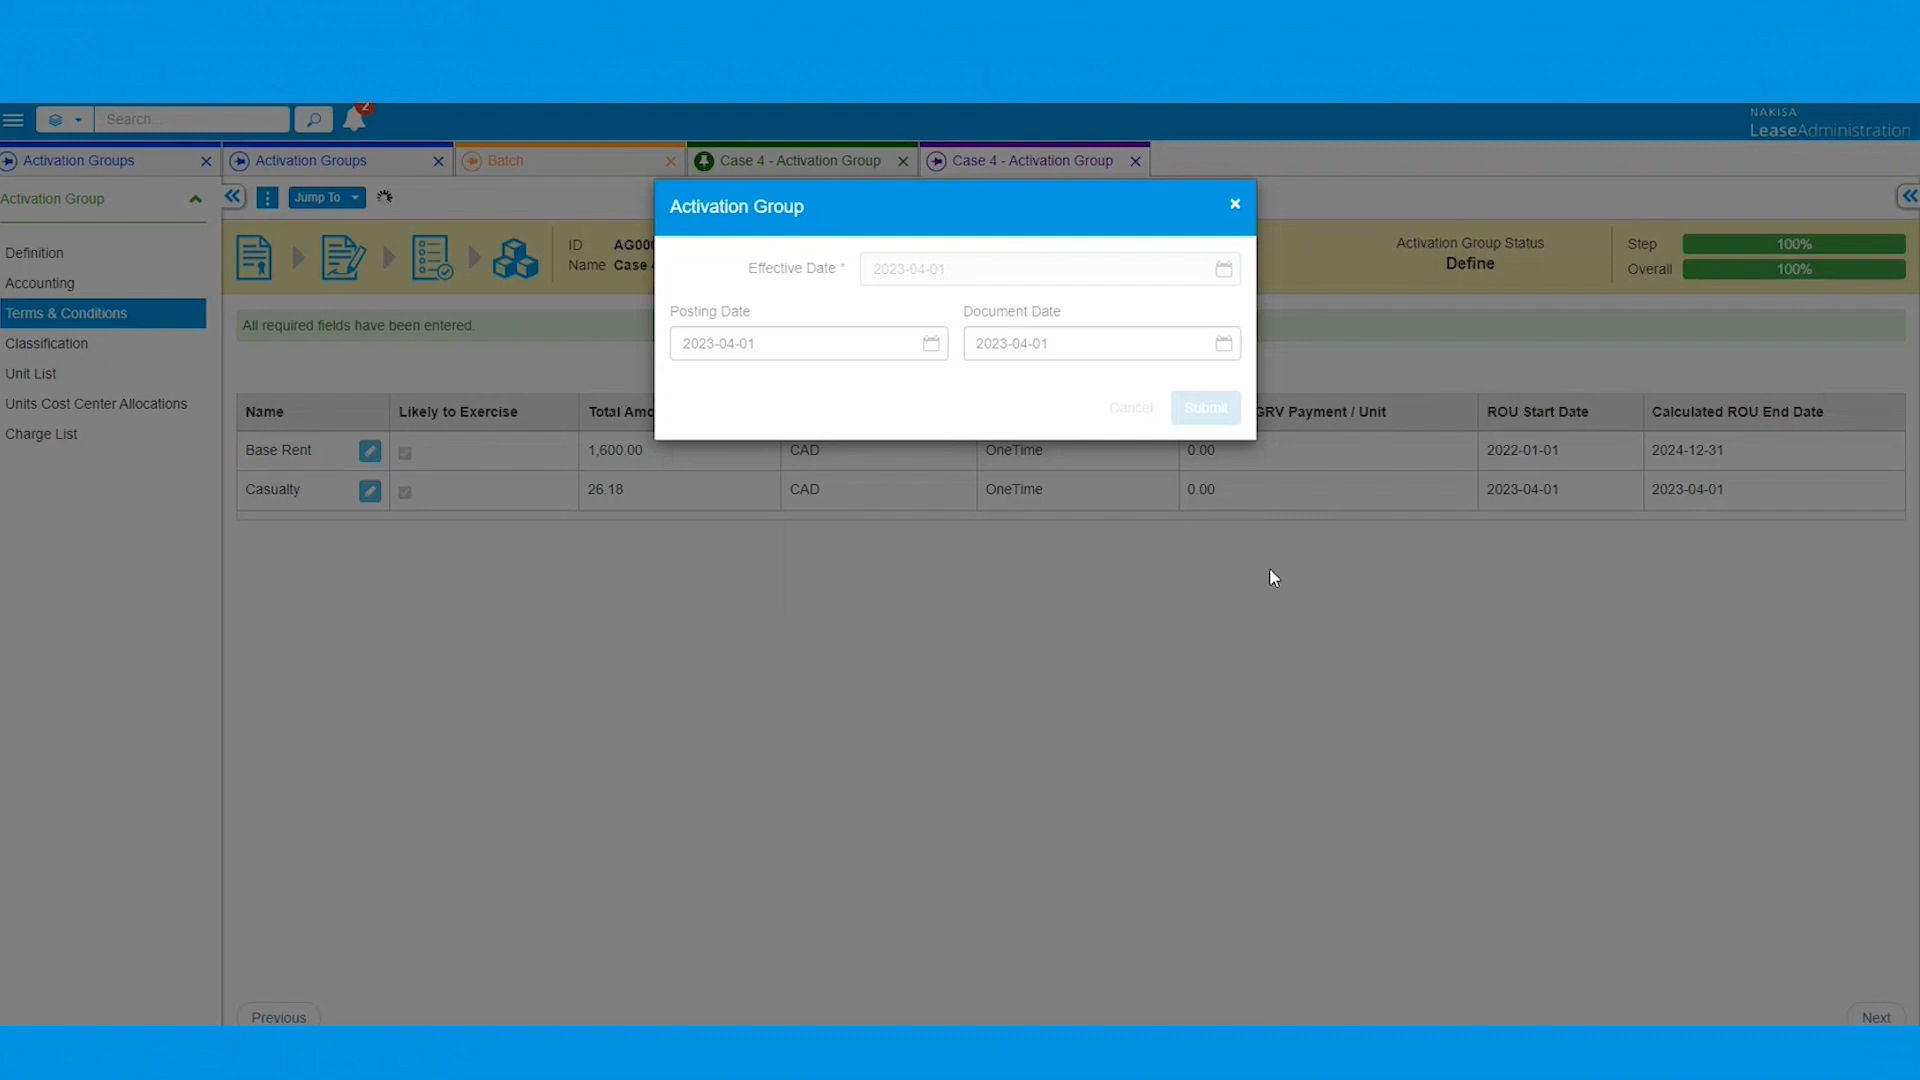 Search...
2
NAKISA
LeaseAdministration
Activation Groups
Activation Groups
Batch
Case 4 - Activation Group
Case 4 - Activation Group
Activation Group
Jump To
Activation Group
Definition
Accounting
Terms & Conditions
Classification
Unit List
Units Cost Center Allocations
Charge List
ID
Name Case
Activation Group Status
Define
Step 100%
Overall 100%
Effective Date *
2023-04-01
Posting Date
Document Date
2023-04-01
2023-04-01
Cancel
Submit
All required fields have been entered.
Name Likely to Exercise Total GRV Payment / Unit ROU Start Date Calculated ROU End Date
Base Rent 1,600.00 CAD OneTime 0.00 2022-01-01 2024-12-31
Casualty 26.18 CAD OneTime 0.00 2023-04-01 2023-04-01
Previous
Next